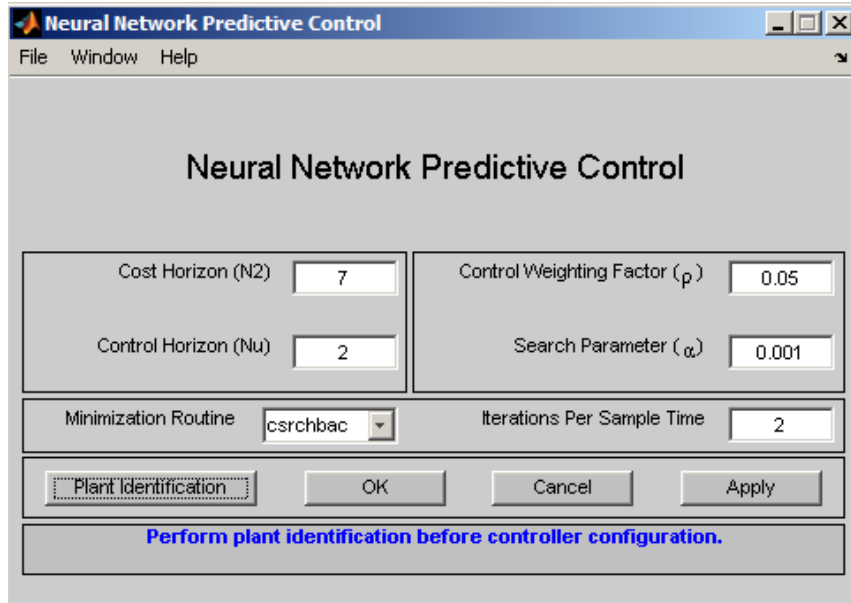 Neural Network Predictive Control
File Window Help
Neural Network Predictive Control
Cost Horizon (N2) 7 Control Weighting Factor (ρ) 0.05
Control Horizon (Nu) 2 Search Parameter (α) 0.001
Minimization Routine csrchbac Iterations Per Sample Time 2
Plant Identification OK Cancel Apply
Perform plant identification before controller configuration.